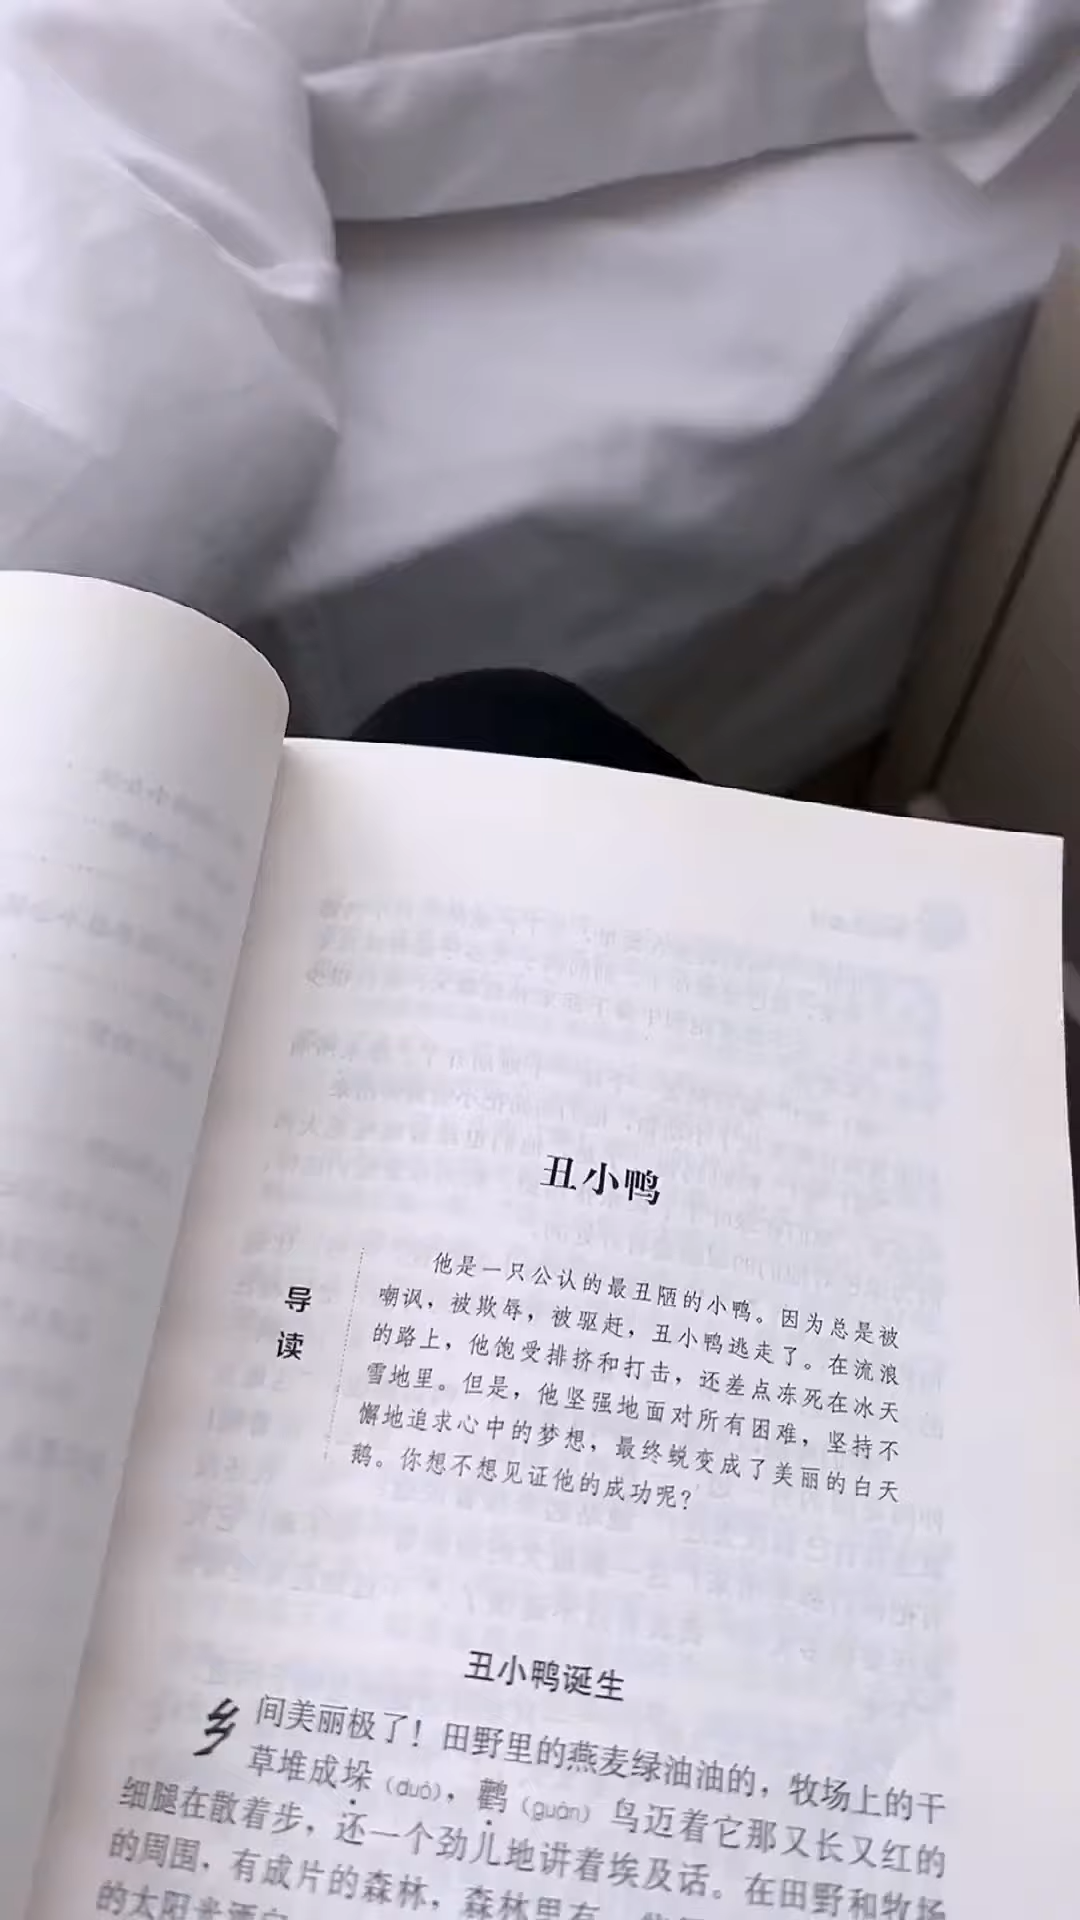 丑小鸭
导读
他是一只公认的最丑陋的小鸭。因为总是被
嘲讽，被欺辱，被驱赶，丑小鸭逃走了。在流浪
的路上，他饱受排挤和打击，还差点冻死在冰天
雪地里。但是，他坚强地面对所有困难，坚持不
懈地追求心中的梦想，最终蜕变成了美丽的白天
鹅。你想不想见证他的成功呢？
丑小鸭诞生
乡间美丽极了！田野里的燕麦绿油油的，牧场上的干
草堆成垛（duò），鹳（guàn）鸟迈着它那又长又红的
细腿在散着步，还一个劲儿地讲着埃及话。在田野和牧场
的周围，有成片的森林，森林里有
的太阳光